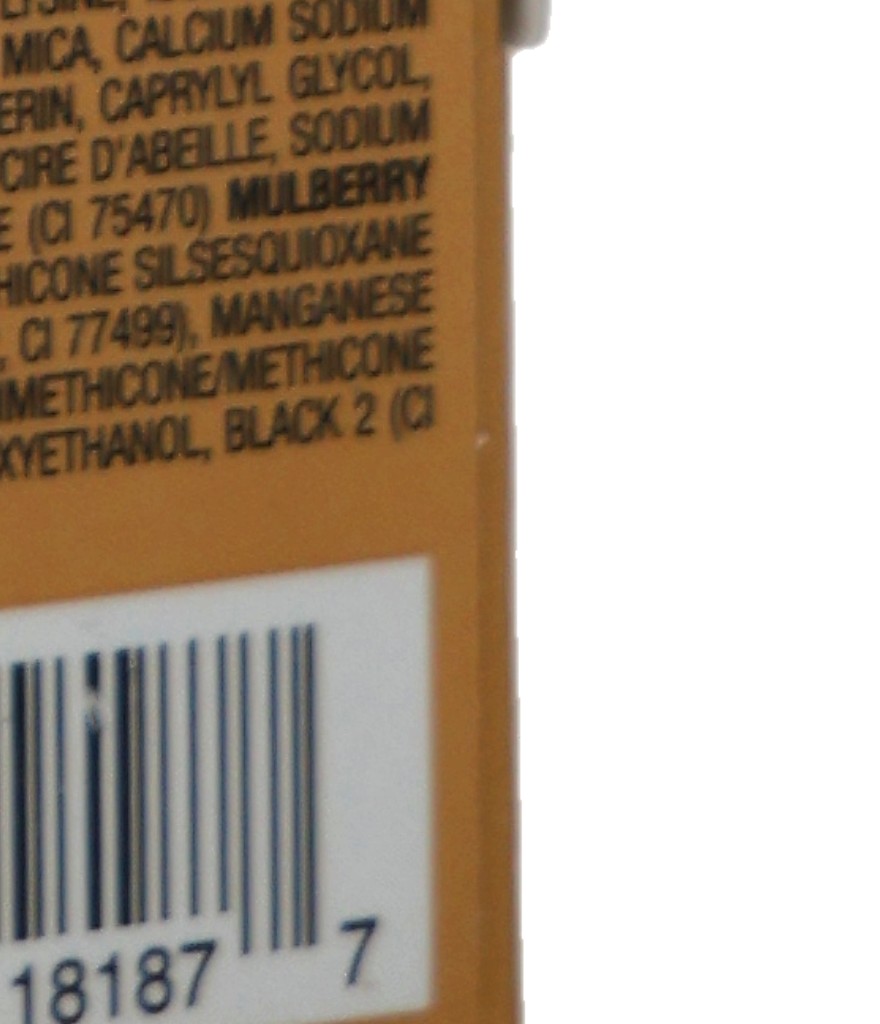 LYSINE,
MICA, CALCIUM SODIUM
ERIN, CAPRYLYL GLYCOL,
CIRE D'ABEILLE, SODIUM
E (CI 75470) MULBERRY
HICONE SILSESQUIOXANE
, CI 77499), MANGANESE
IMETHICONE/METHICONE
XYETHANOL, BLACK 2 (CI
18187 7